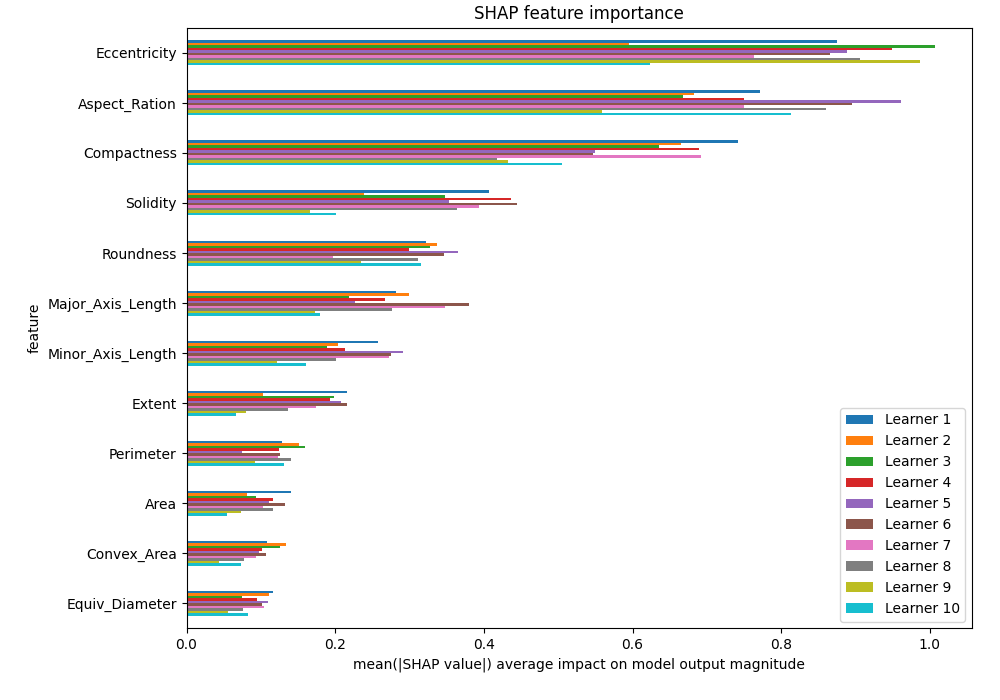 SHAP feature importance
Eccentricity
Aspect_Ration
Compactness
Solidity
Roundness
Major_Axis_Length
Minor_Axis_Length
Extent
Perimeter
Area
Convex_Area
Equiv_Diameter
feature
Learner 1
Learner 2
Learner 3
Learner 4
Learner 5
Learner 6
Learner 7
Learner 8
Learner 9
Learner 10
0.0 0.2 0.4 0.6 0.8 1.0
mean(|SHAP value|) average impact on model output magnitude